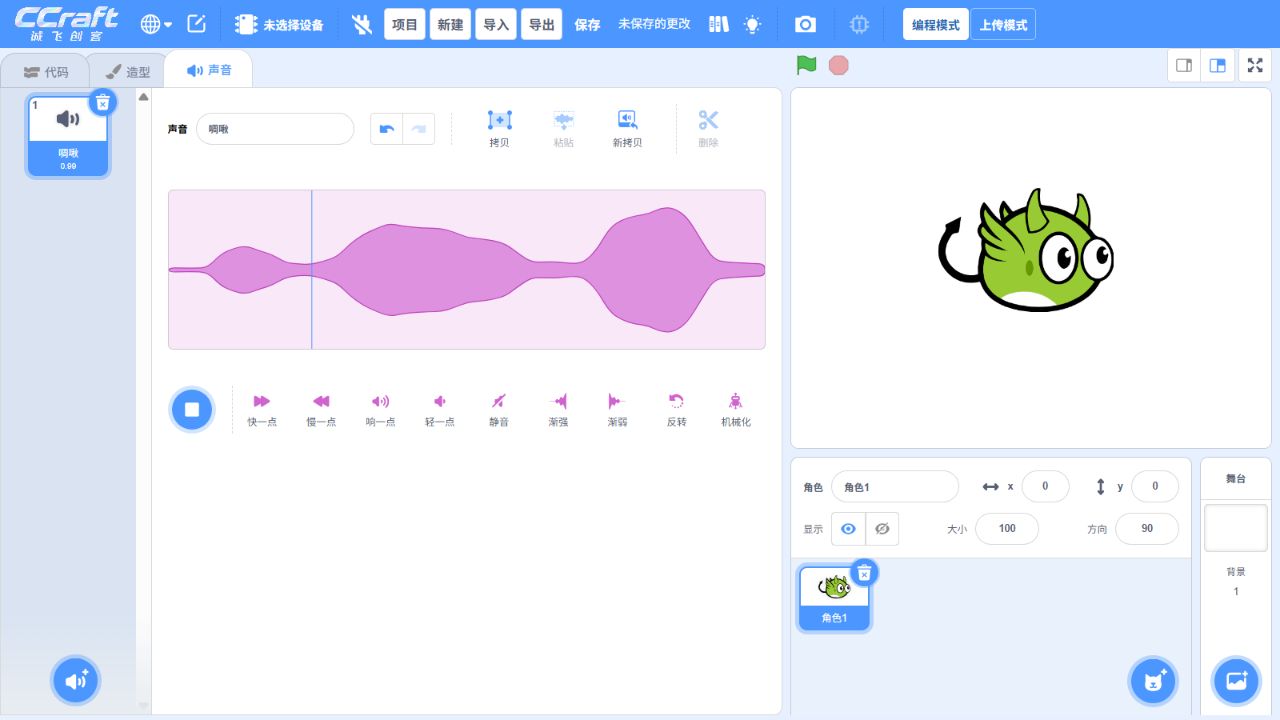 CCraft
诚飞创客
未选择设备
项目
新建
导入
导出
保存
未保存的更改
编程模式
上传模式
代码
造型
声音
1
啁啾
0.99
声音
啁啾
拷贝
粘贴
新拷贝
删除
快一点
慢一点
响一点
轻一点
静音
渐强
渐弱
反转
机械化
角色
角色1
x
0
y
0
显示
大小
100
方向
90
角色1
舞台
背景
1